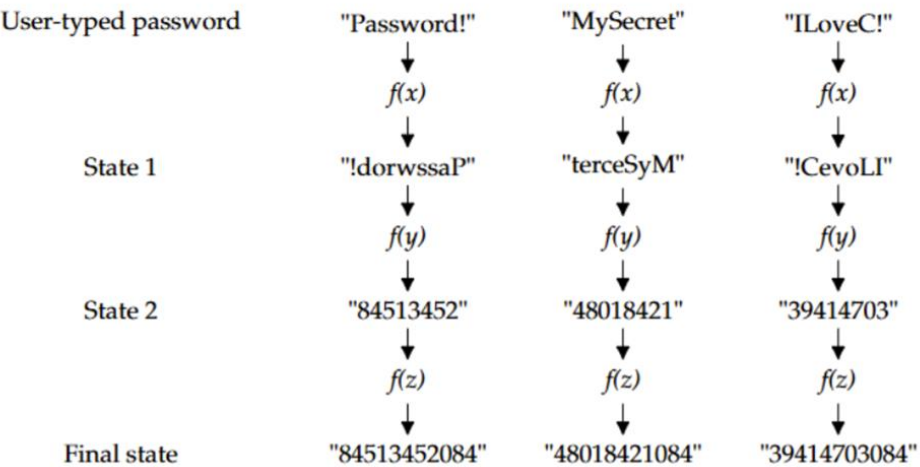 User-typed password "Password!" "MySecret" "ILoveC!"
f(x) f(x) f(x)
State 1 "!dorwssaP" "terceSyM" "!CevoLI"
f(y) f(y) f(y)
State 2 "84513452" "48018421" "39414703"
f(z) f(z) f(z)
Final state "84513452084" "48018421084" "39414703084"